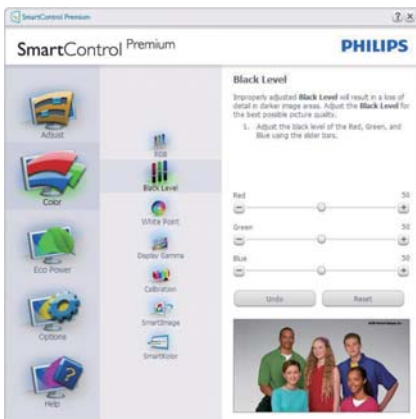 SmartControl Premium
SmartControl Premium
PHILIPS
Adjust
Color
Eco Power
Options
Help
RGB
Black Level
White Point
Display Gamma
Calibration
SmartImage
SmartKolor
Black Level
Improperly adjusted Black Level will result in a loss of
detail in darker image areas. Adjust the Black Level for
the best possible picture quality.
1. Adjust the black level of the Red, Green, and
Blue using the slider bars.
Red 50
Green 50
Blue 50
Undo Reset